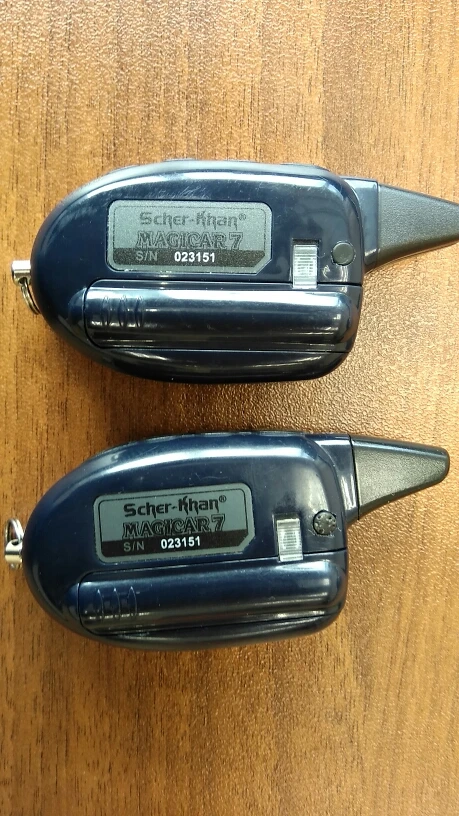 Scher-Khan®
MAGICAR 7
S/N 023151
Scher-Khan®
MAGICAR 7
S/N 023151